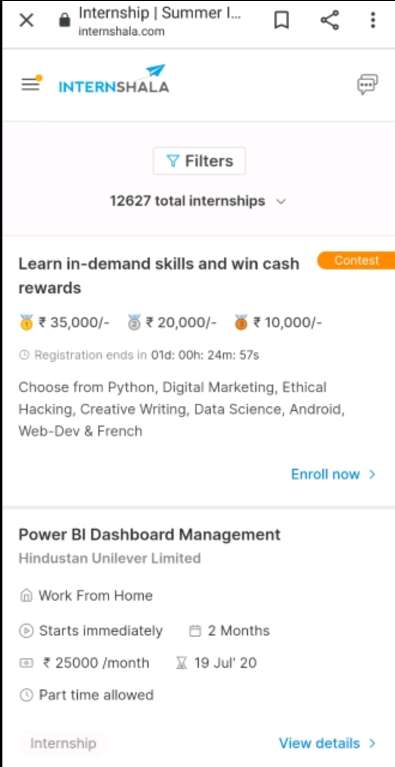 Internship | Summer I...
internshala.com
INTERNSHALA
Filters
12627 total internships
Contest
Learn in-demand skills and win cash
rewards
1 ₹ 35,000/- 2 ₹ 20,000/- 3 ₹ 10,000/-
Registration ends in 01d: 00h: 24m: 57s
Choose from Python, Digital Marketing, Ethical
Hacking, Creative Writing, Data Science, Android,
Web-Dev & French
Enroll now
Power BI Dashboard Management
Hindustan Unilever Limited
Work From Home
Starts immediately 2 Months
₹ 25000 /month 19 Jul' 20
Part time allowed
Internship View details